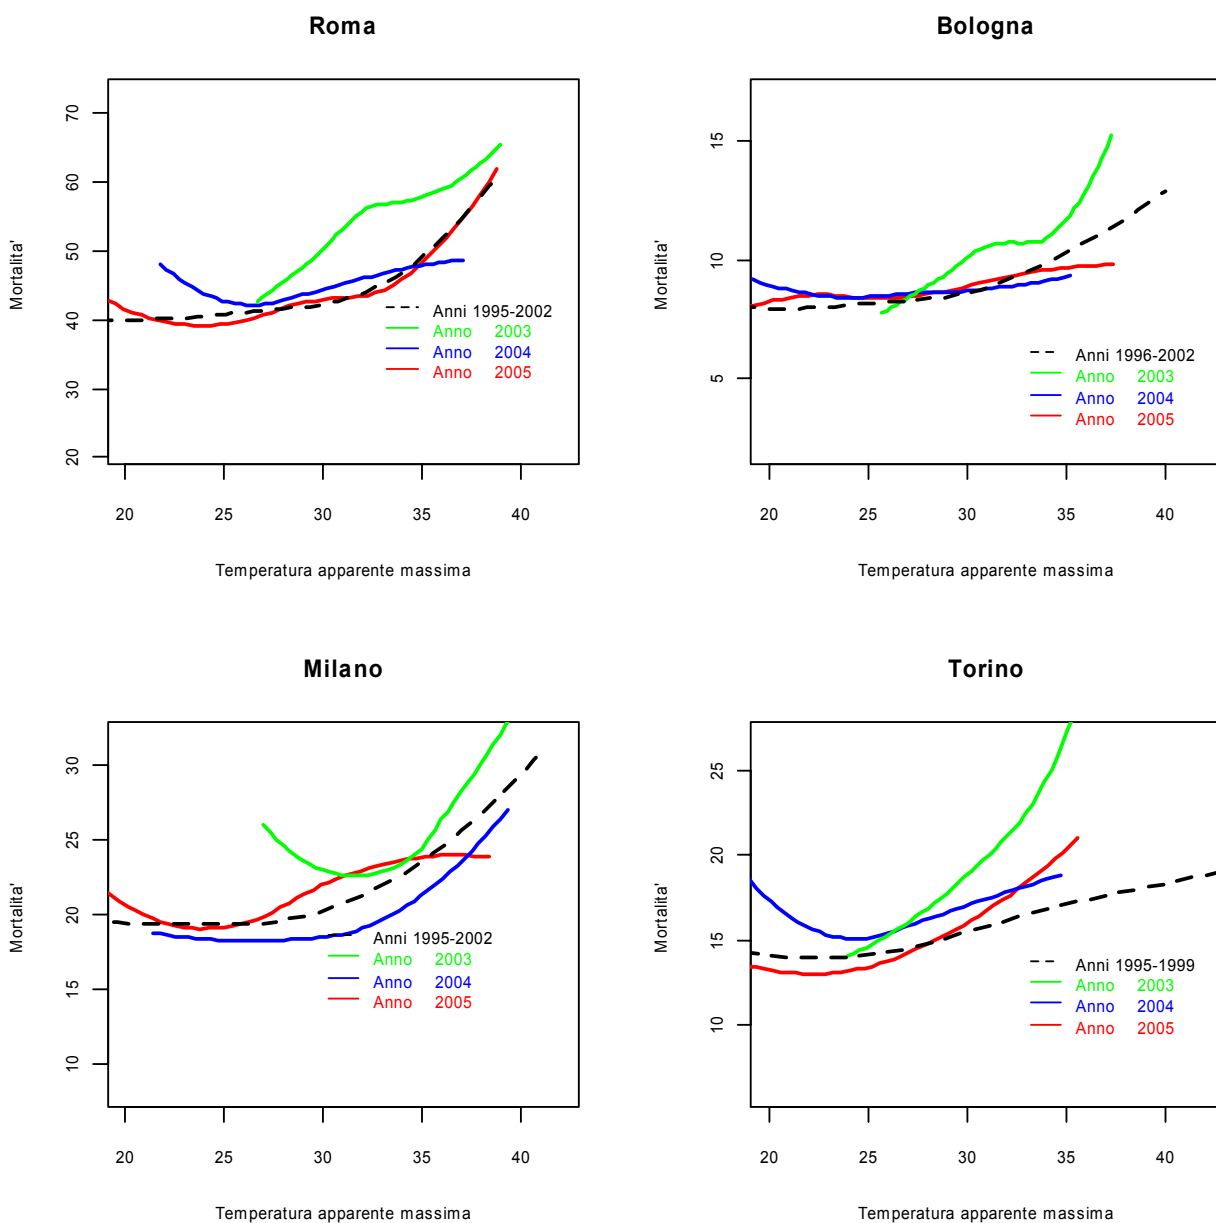 Roma
Mortalita'
70
60
50
40
30
20
Anni 1995-2002
Anno 2003
Anno 2004
Anno 2005
20 25 30 35 40
Temperatura apparente massima
Bologna
Mortalita'
15
10
5
Anni 1996-2002
Anno 2003
Anno 2004
Anno 2005
20 25 30 35 40
Temperatura apparente massima
Milano
Mortalita'
30
25
20
15
10
Anni 1995-2002
Anno 2003
Anno 2004
Anno 2005
20 25 30 35 40
Temperatura apparente massima
Torino
Mortalita'
25
20
15
10
Anni 1995-1999
Anno 2003
Anno 2004
Anno 2005
20 25 30 35 40
Temperatura apparente massima